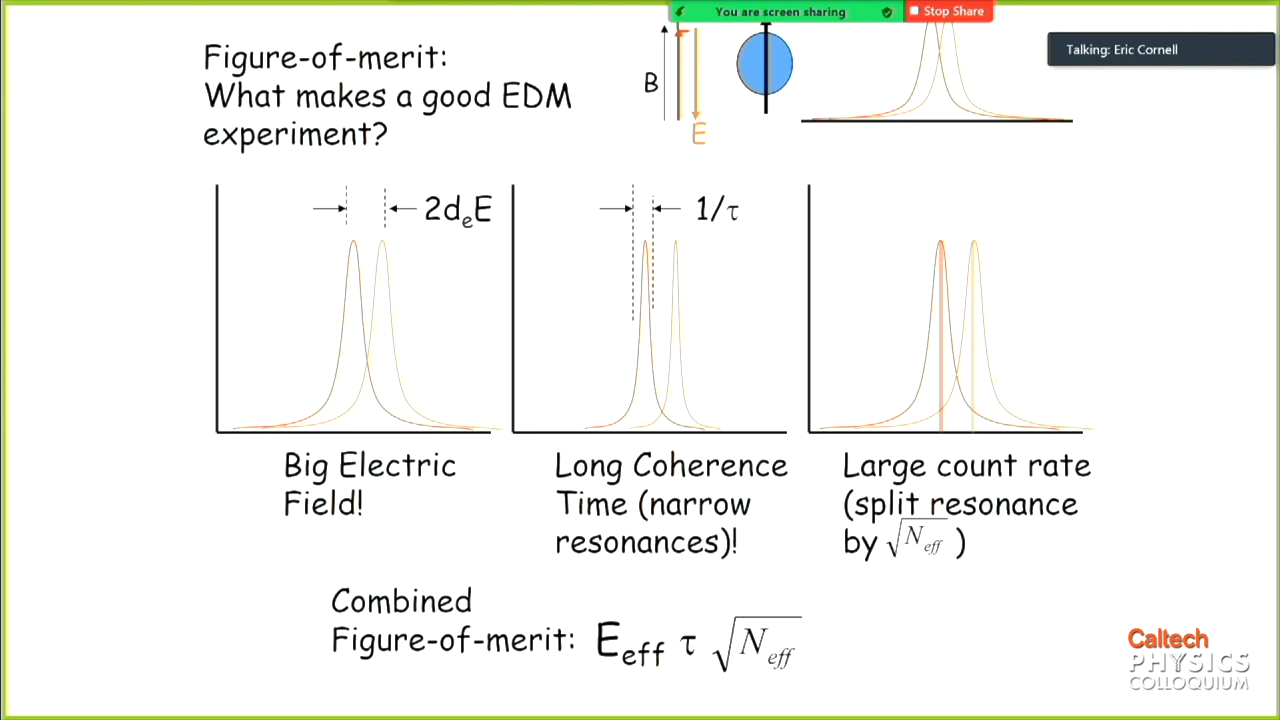 You are screen sharing
Stop Share
Talking: Eric Cornell
Figure-of-merit:
What makes a good EDM
experiment?
B
E
2dₑE
1/τ
Big Electric
Field!
Long Coherence
Time (narrow
resonances)!
Large count rate
(split resonance
by √N_eff )
Combined
Figure-of-merit: E_eff τ √N_eff
Caltech
PHYSICS
COLLOQUIUM